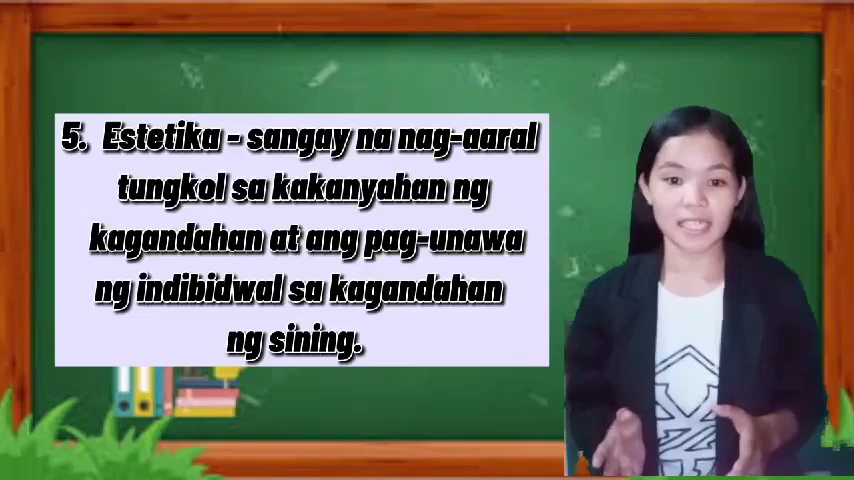 5. Estetika - sangay na nag-aaral
tungkol sa kakanyahan ng
kagandahan at ang pag-unawa
ng indibidwal sa kagandahan
ng sining.